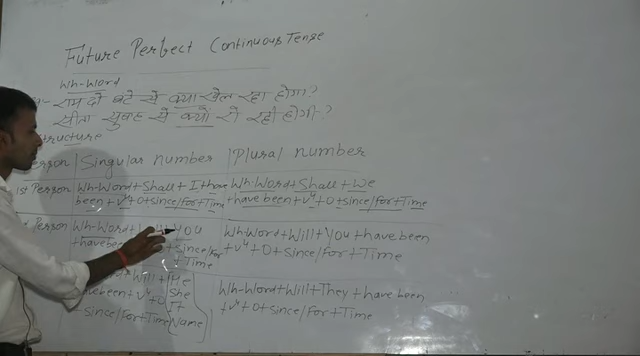 Future Perfect Continuous Tense
Wh-Word
राम दो घंटे से क्या खेल रहा होगा?
सीता सुबह से क्यों रो रही होगी?
structure
Person | Singular number | Plural number
Ist Person | Wh-Word + Shall + I + have | Wh-Word + Shall + We
been + V⁴ + O + since/For + Time | + have been + V⁴ + O + since/For + Time
Person | Wh-Word + You | Wh-Word + Will + You + have been
+ have been + since/For | + V⁴ + O + since/For + Time
+ Time
Will + He | Wh-Word + Will + They + have been
been + V⁴ + O She | + V⁴ + O + since/For + Time
It
+ since/For + Time Name